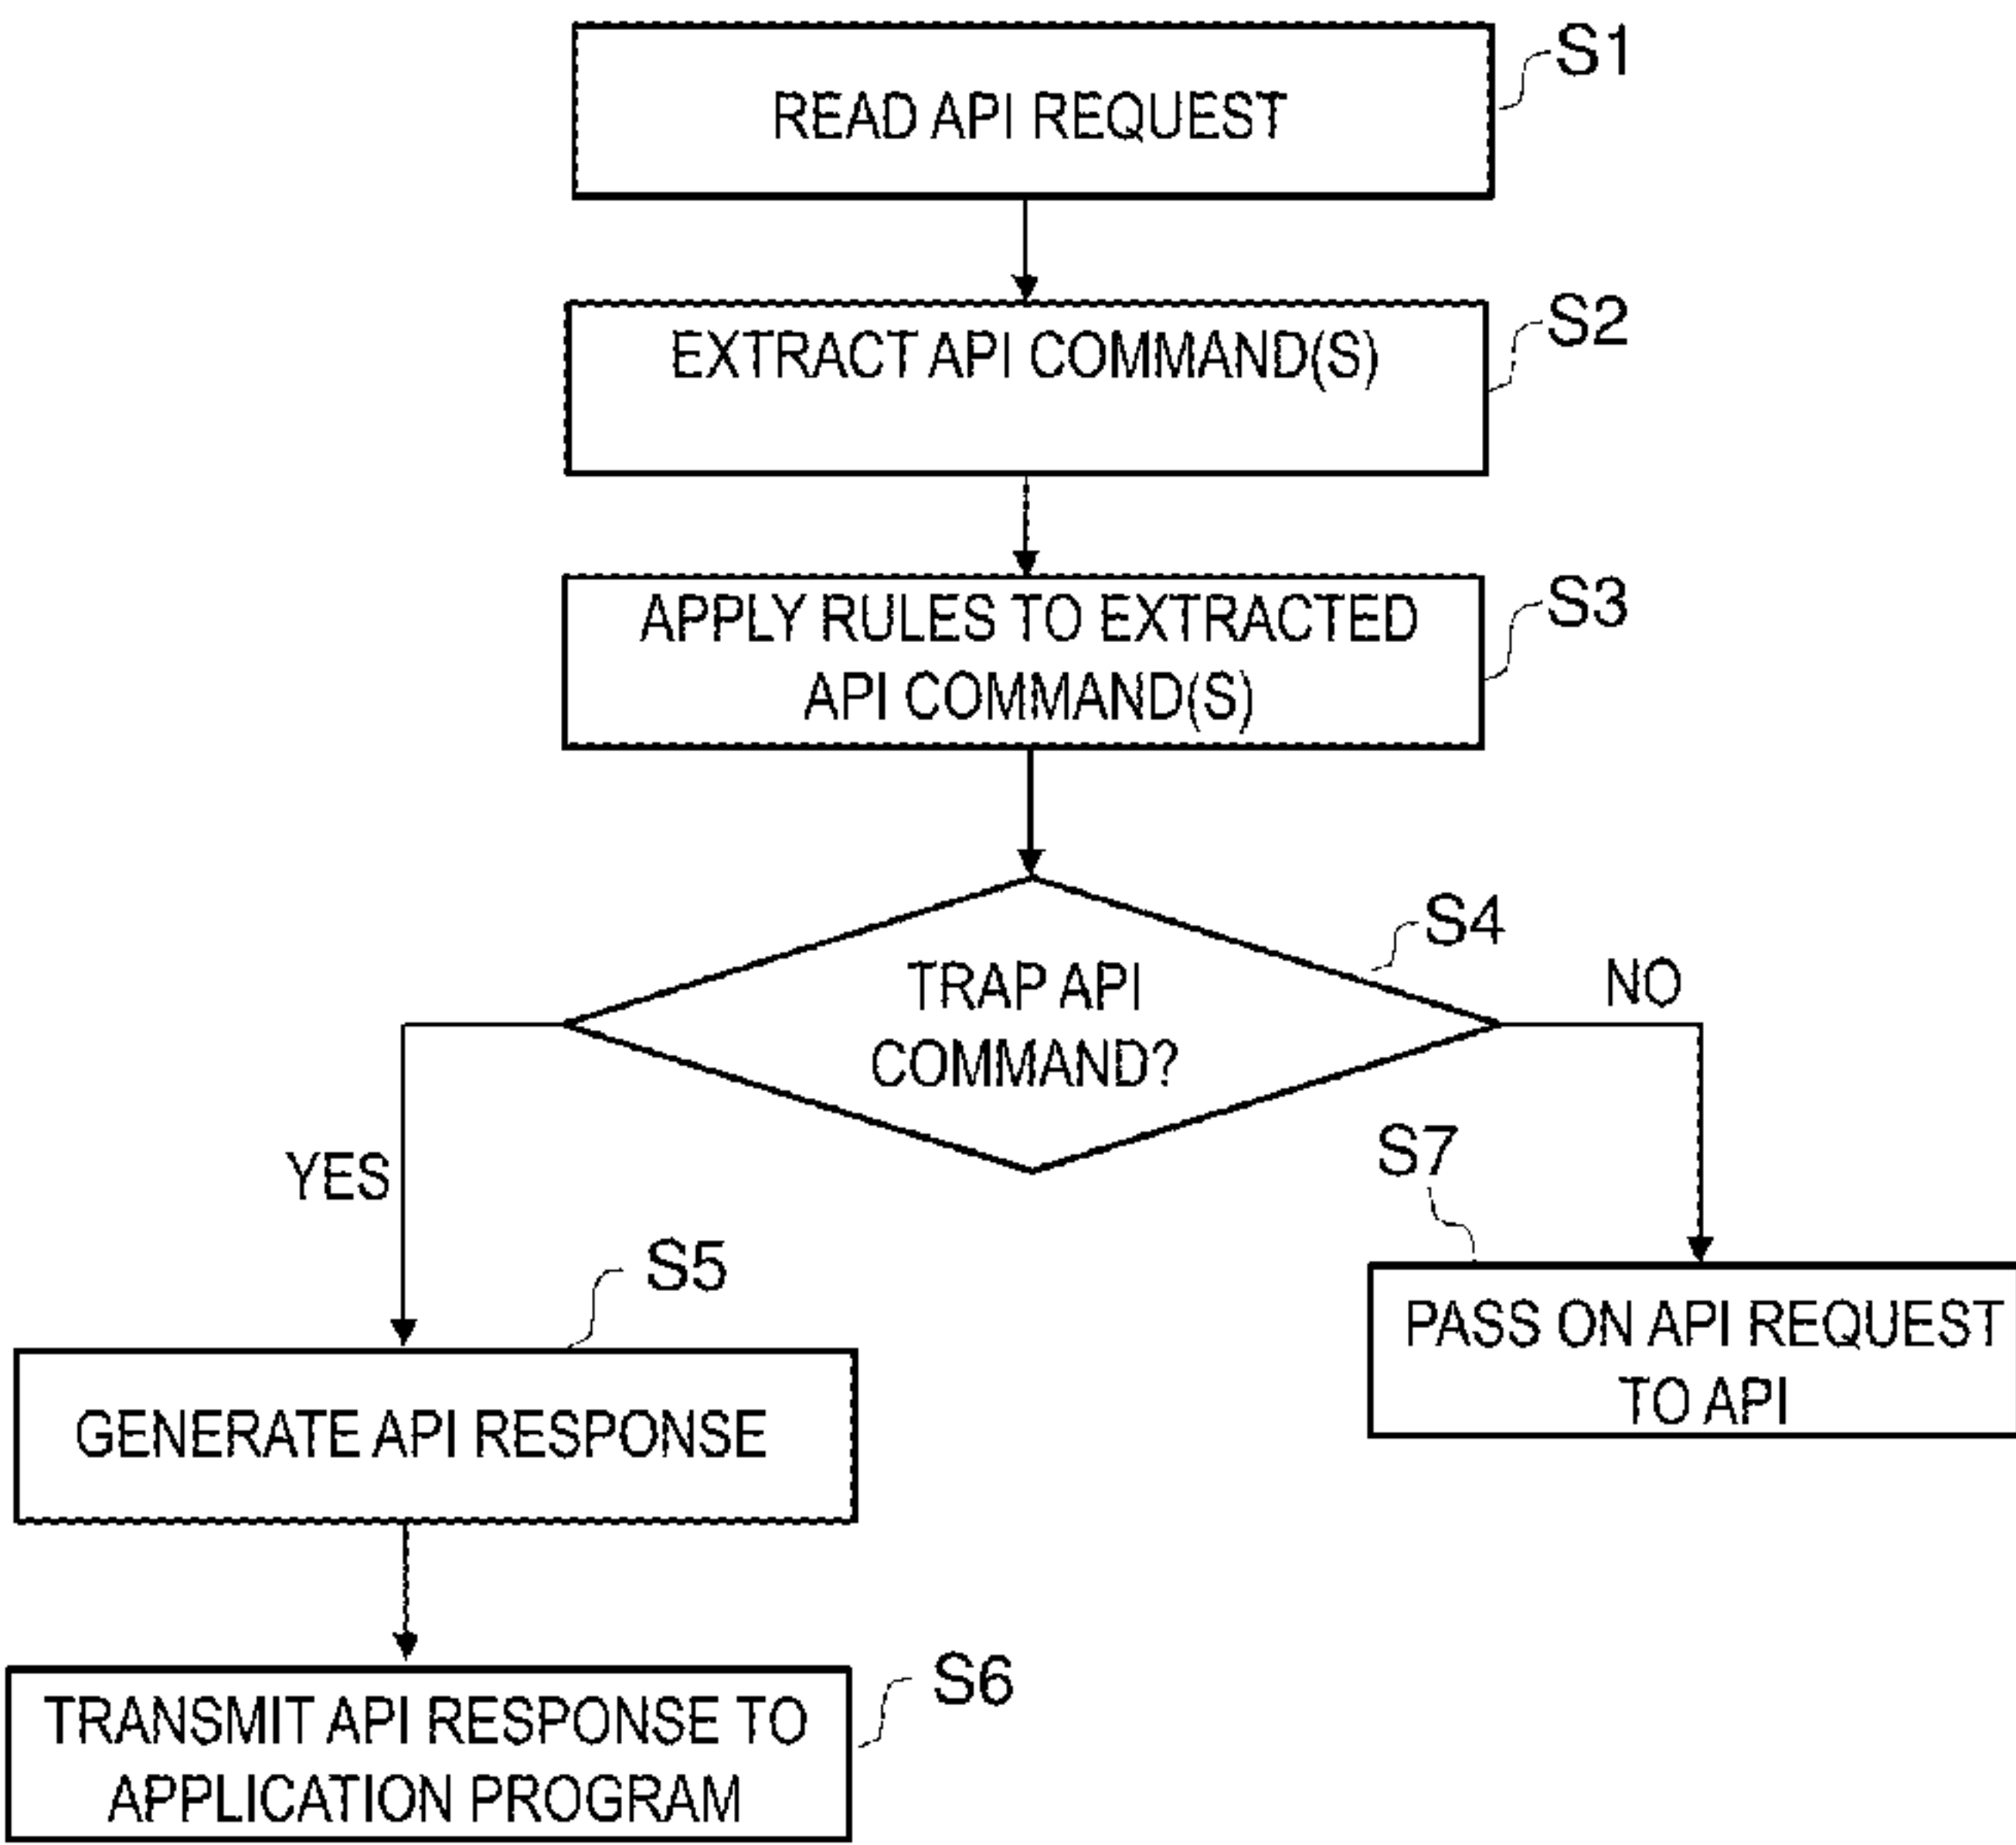 READ API REQUEST
S1
EXTRACT API COMMAND(S)
S2
APPLY RULES TO EXTRACTED
API COMMAND(S)
S3
TRAP API
COMMAND?
S4
NO
YES
S7
PASS ON API REQUEST
TO API
S5
GENERATE API RESPONSE
TRANSMIT API RESPONSE TO
APPLICATION PROGRAM
S6